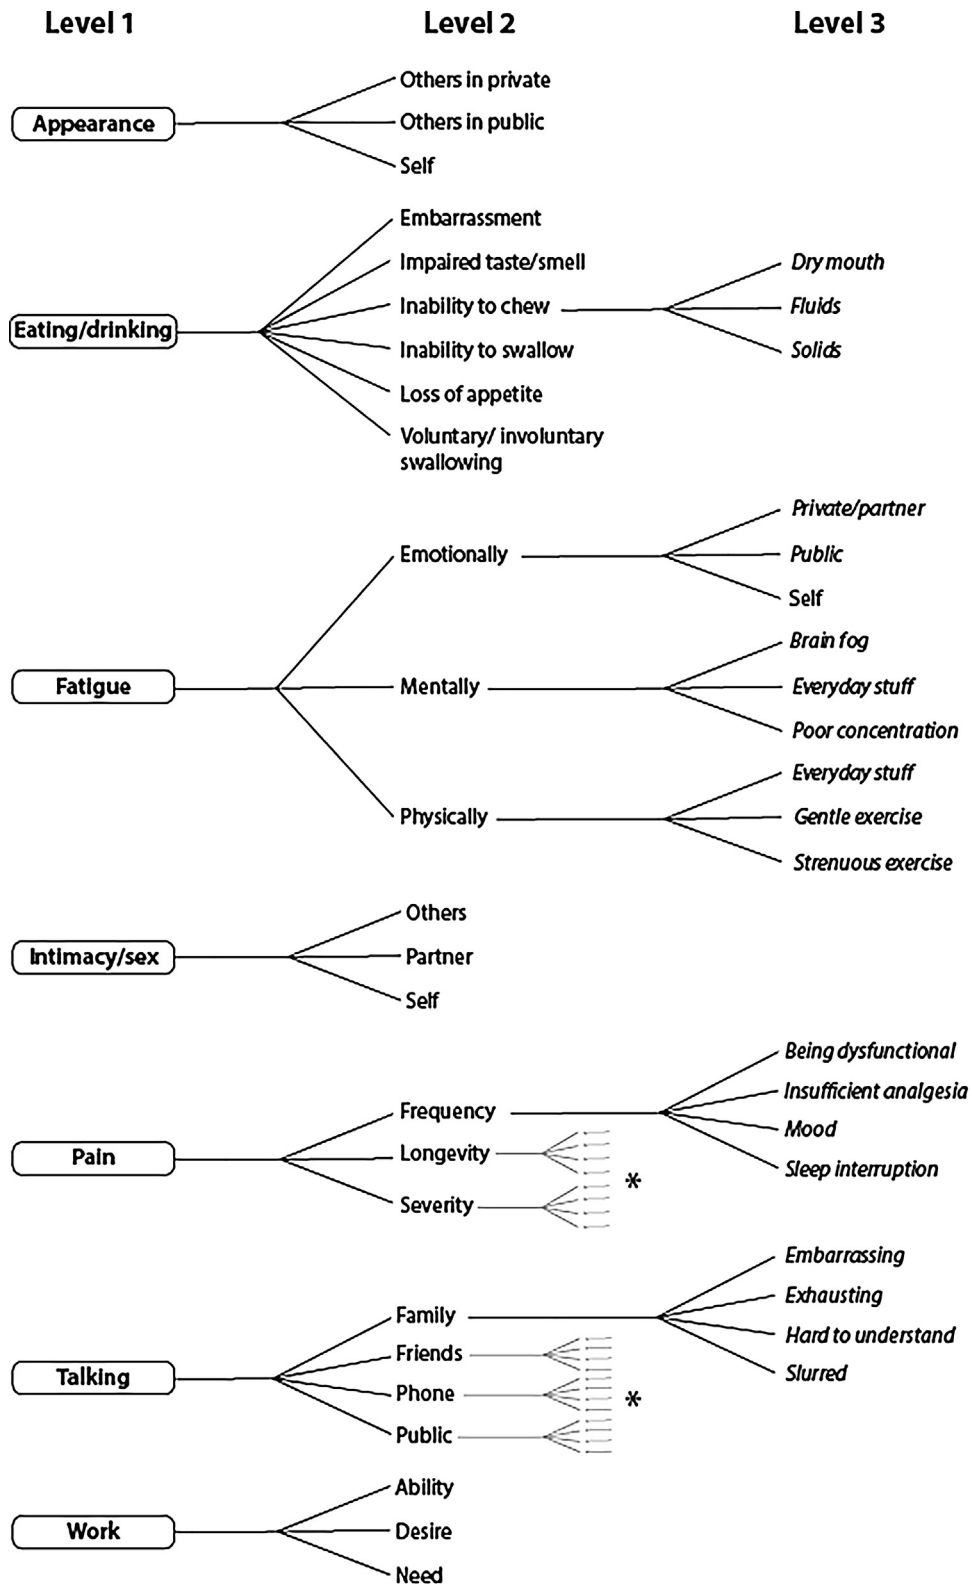 Level 1
Level 2
Level 3
Appearance
Others in private
Others in public
Self
Eating/drinking
Embarrassment
Impaired taste/smell
Inability to chew
Inability to swallow
Loss of appetite
Voluntary/ involuntary
swallowing
Dry mouth
Fluids
Solids
Fatigue
Emotionally
Private/partner
Public
Self
Mentally
Brain fog
Everyday stuff
Poor concentration
Physically
Everyday stuff
Gentle exercise
Strenuous exercise
Intimacy/sex
Others
Partner
Self
Pain
Frequency
Longevity
Severity
*
Being dysfunctional
Insufficient analgesia
Mood
Sleep interruption
Talking
Family
Friends
Phone
Public
*
Embarrassing
Exhausting
Hard to understand
Slurred
Work
Ability
Desire
Need